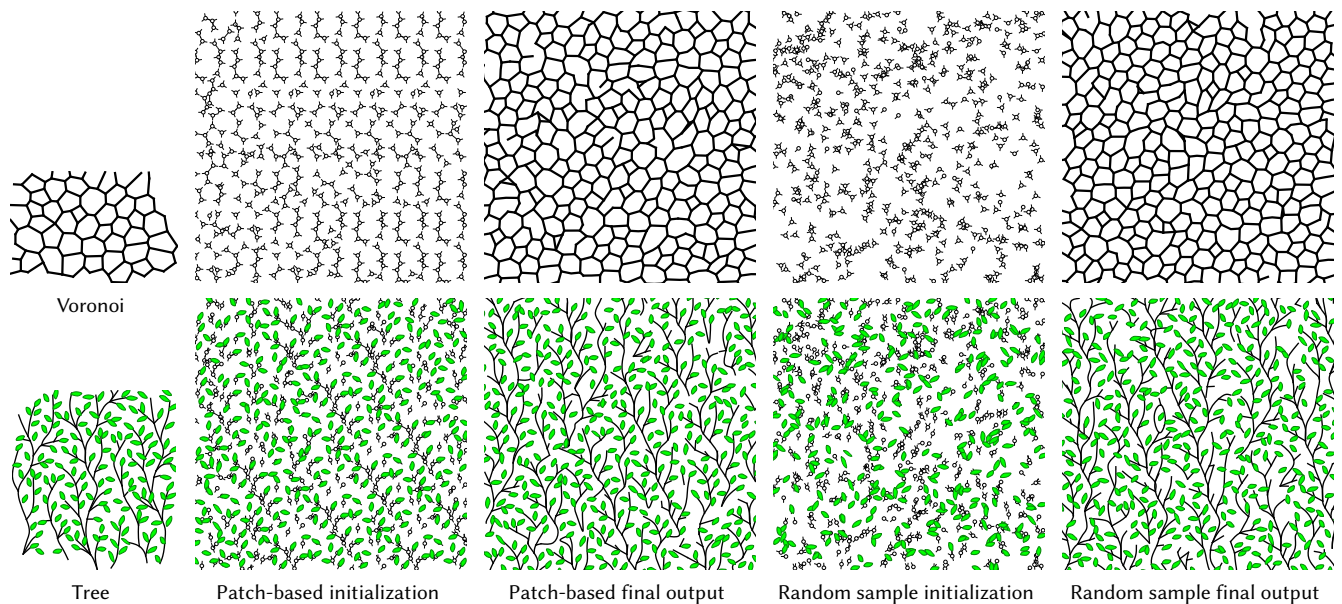 Voronoi
Tree
Patch-based initialization
Patch-based final output
Random sample initialization
Random sample final output